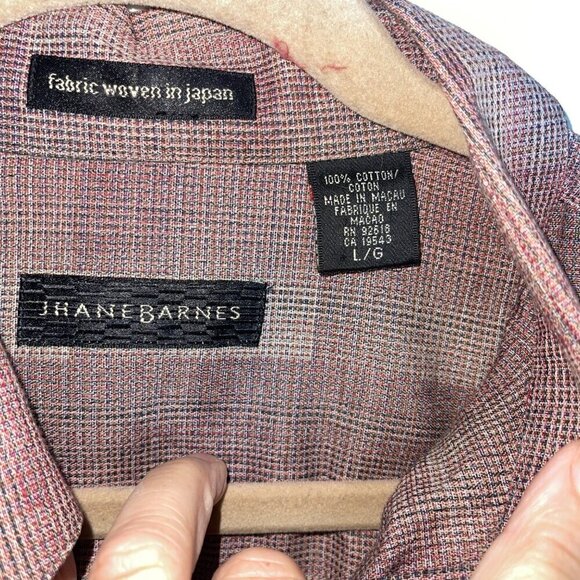 fabric woven in japan
100% COTTON/
COTON
MADE IN MACAU
FABRIQUE EN
MACAO
RN 92618
CA 19543
L/G
JHANEBARNES